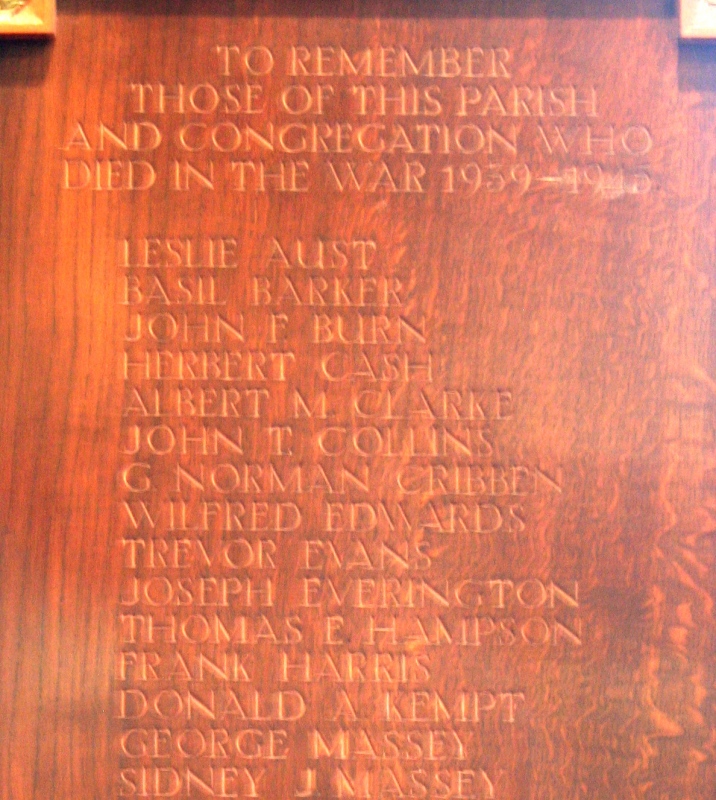 TO REMEMBER
THOSE OF THIS PARISH
AND CONGREGATION WHO
DIED IN THE WAR 1939-1945
LESLIE AUST
BASIL BARKER
JOHN F BURN
HERBERT CASH
ALBERT M. CLARKE
JOHN T. COLLINS
G NORMAN CRIBBEN
WILFRED EDWARDS
TREVOR EVANS
JOSEPH EVERINGTON
THOMAS E. HAMPSON
FRANK HARRIS
DONALD A. KEMPT
GEORGE MASSEY
SIDNEY J. MASSEY